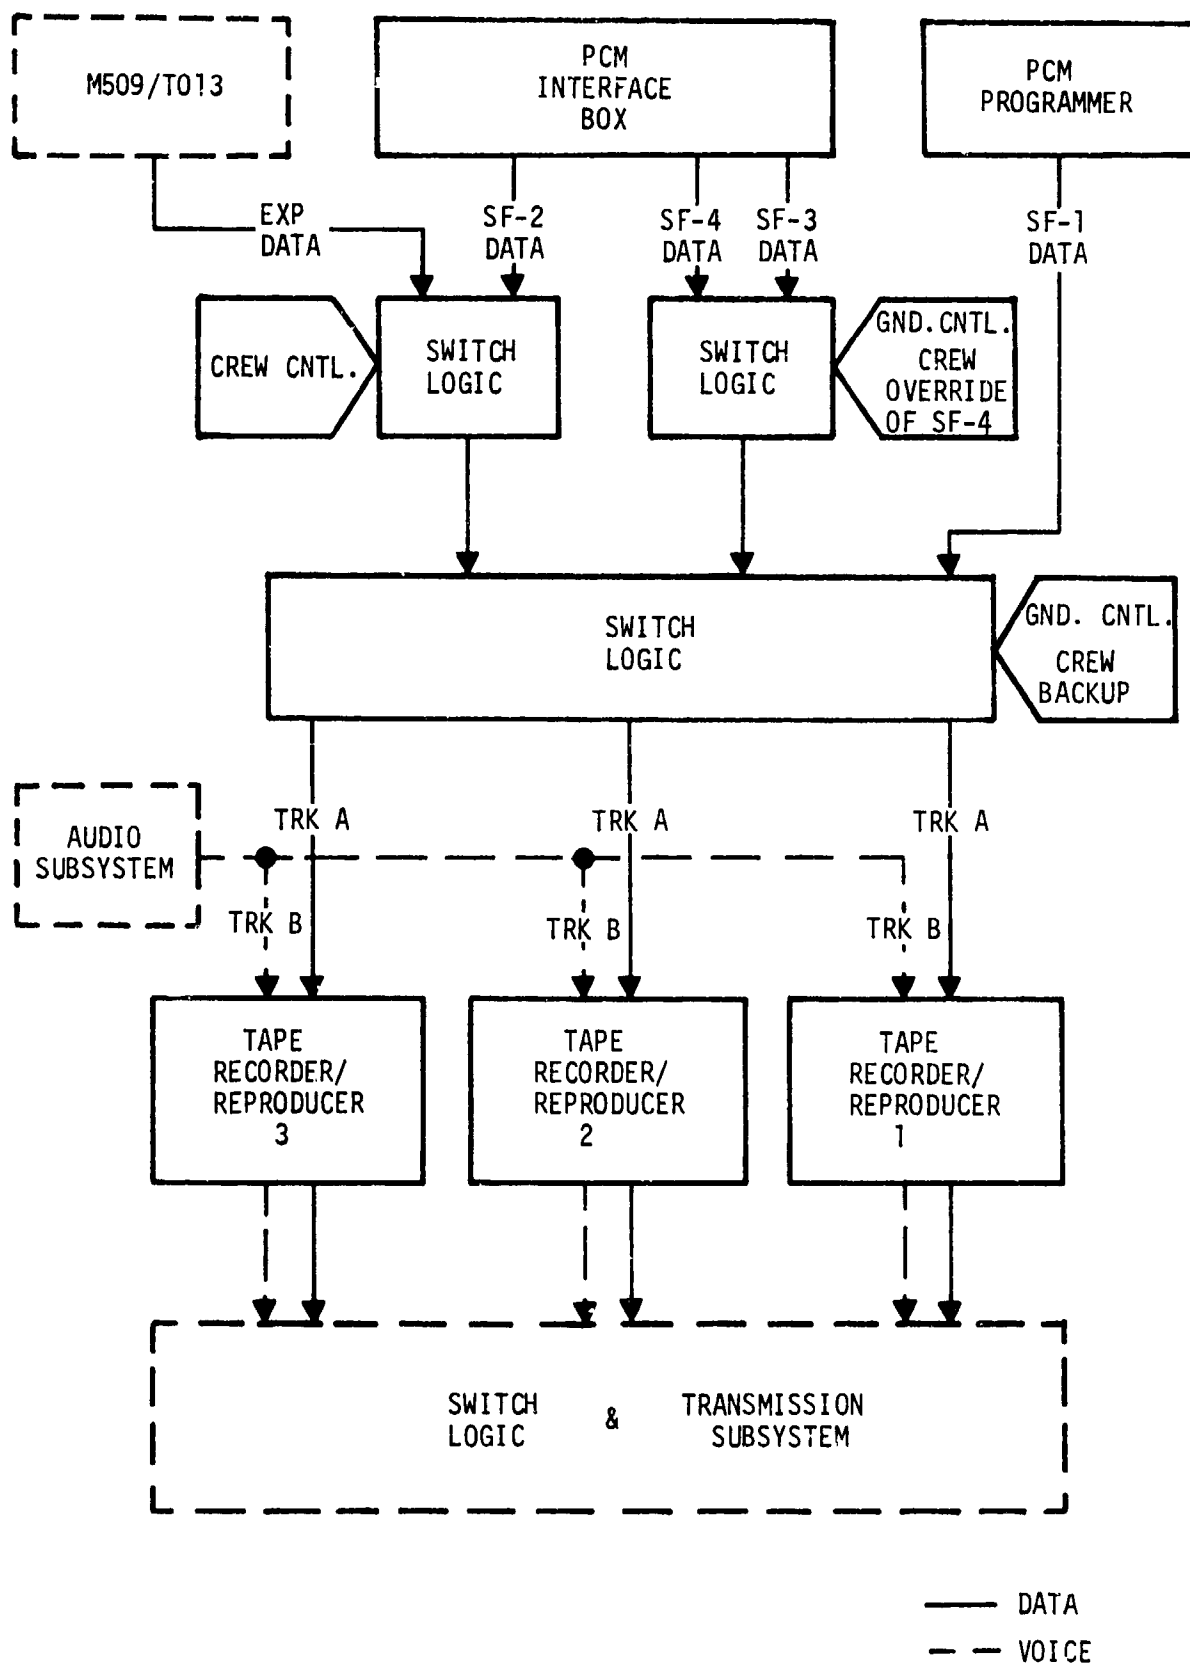 M509/T013
PCM
INTERFACE
BOX
PCM
PROGRAMMER
EXP
DATA
SF-2
DATA
SF-4
DATA
SF-3
DATA
SF-1
DATA
CREW CNTL.
SWITCH
LOGIC
SWITCH
LOGIC
GND.CNTL.
CREW
OVERRIDE
OF SF-4
SWITCH
LOGIC
GND. CNTL.
CREW
BACKUP
AUDIO
SUBSYSTEM
TRK A
TRK A
TRK A
TRK B
TRK B
TRK B
TAPE
RECORDER/
REPRODUCER
3
TAPE
RECORDER/
REPRODUCER
2
TAPE
RECORDER/
REPRODUCER
1
SWITCH
LOGIC
&
TRANSMISSION
SUBSYSTEM
DATA
VOICE